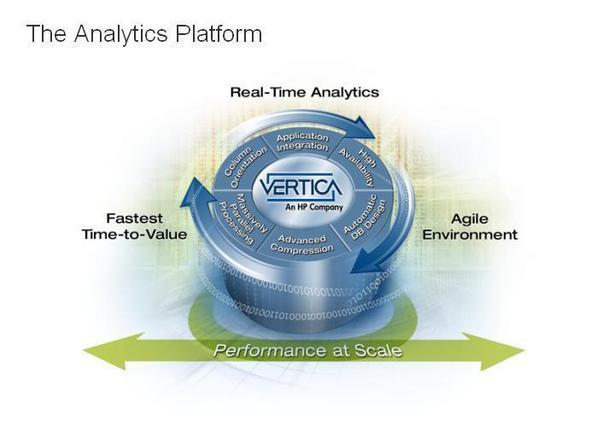 The Analytics Platform
Real-Time Analytics
Application
Integration
High
Availability
Automatic
DB Design
Advanced
Compression
Massively
Parallel
Processing
Column
Orientation
VERTICA
An HP Company
Fastest
Time-to-Value
Agile
Environment
Performance at Scale